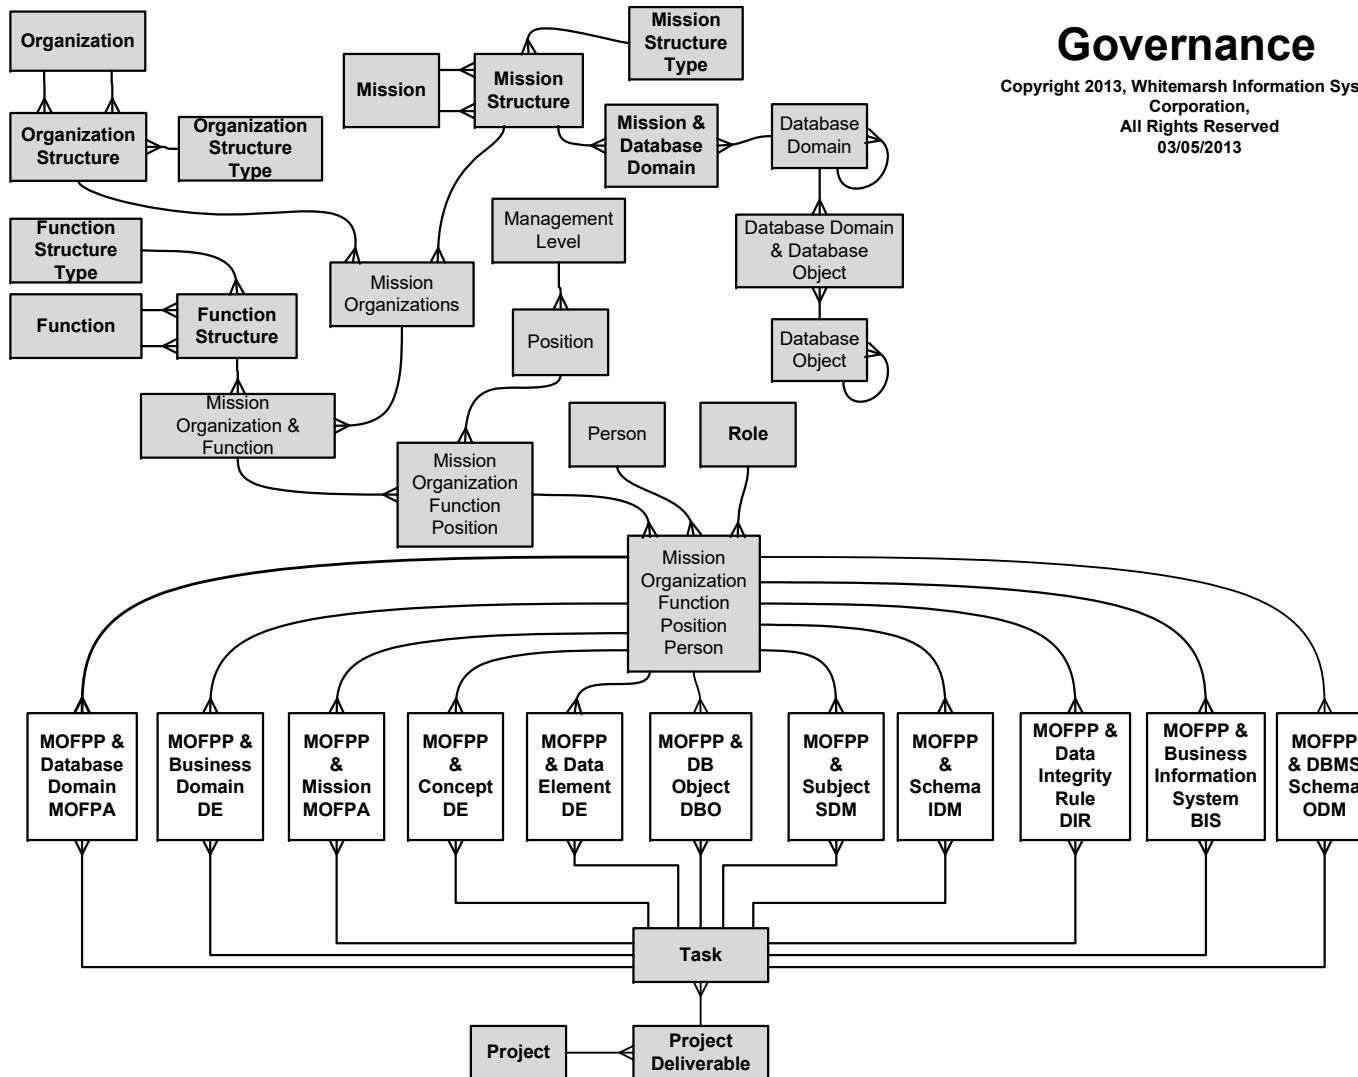 Governance
Copyright 2013, Whitemarsh Information Sys
Corporation,
All Rights Reserved
03/05/2013
Organization
Organization
Structure
Organization
Structure
Type
Mission
Mission
Structure
Mission
Structure
Type
Mission &
Database
Domain
Database
Domain
Database Domain
& Database
Object
Database
Object
Function
Structure
Type
Function
Function
Structure
Mission
Organizations
Management
Level
Position
Mission
Organization &
Function
Mission
Organization
Function
Position
Person
Role
Mission
Organization
Function
Position
Person
MOFPP &
Database
Domain
MOFPA
MOFPP &
Business
Domain
DE
MOFPP
&
Mission
MOFPA
MOFPP
&
Concept
DE
MOFPP
& Data
Element
DE
MOFPP &
DB
Object
DBO
MOFPP
&
Subject
SDM
MOFPP
&
Schema
IDM
MOFPP &
Data
Integrity
Rule
DIR
MOFPP &
Business
Information
System
BIS
MOFPP
& DBMS
Schema
ODM
Task
Project
Project
Deliverable